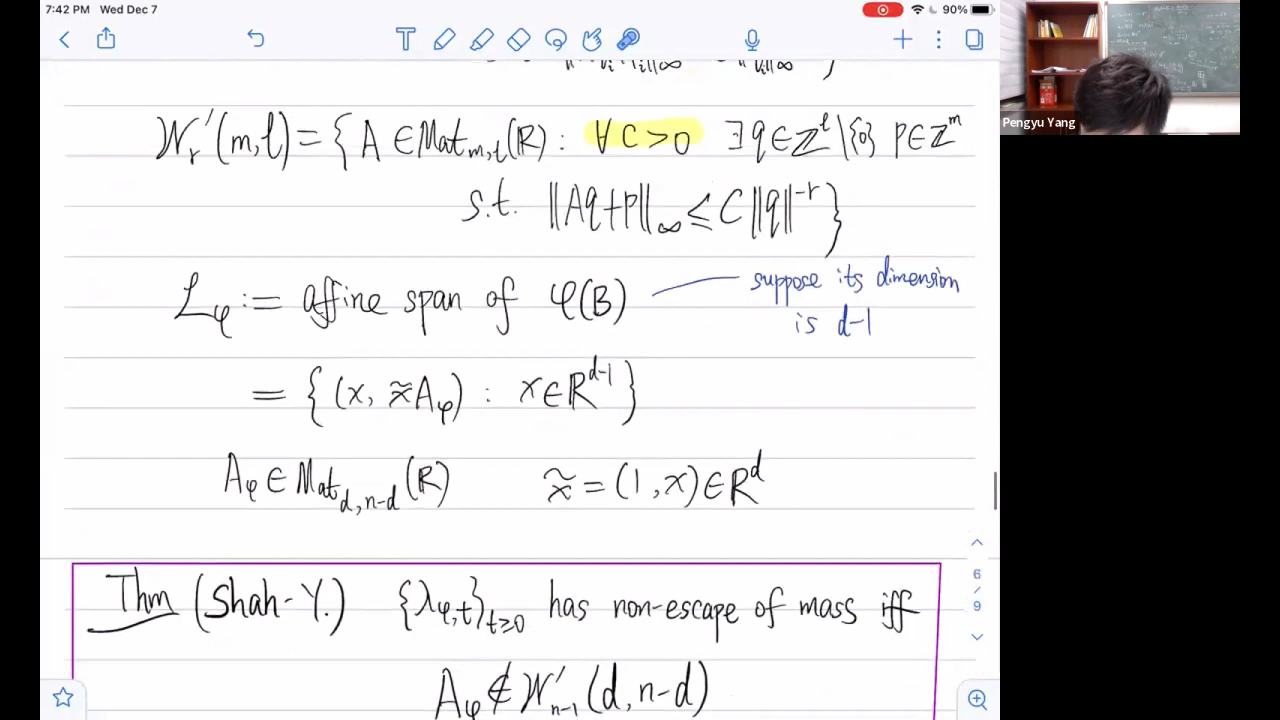 7:42 PM Wed Dec 7
90%
Pengyu Yang
W_r'(m,l) = { A ∈ Mat_{m,l}(R) : ∀ C>0 ∃ q ∈ Z^l \ {0} p ∈ Z^m
s.t. ‖Aq+p‖_∞ ≤ C‖q‖^{-r} }
L_φ := affine span of φ(B)
suppose its dimension
is d-1
= { (x, x̃A_φ) : x ∈ R^{d-1} }
A_φ ∈ Mat_{d,n-d}(R) x̃ = (1,x) ∈ R^d
Thm (Shah-Y.) {λ_{φ,t}}_{t≥0} has non-escape of mass iff
A_φ ∉ W'_{n-1}(d,n-d)
6
/
9